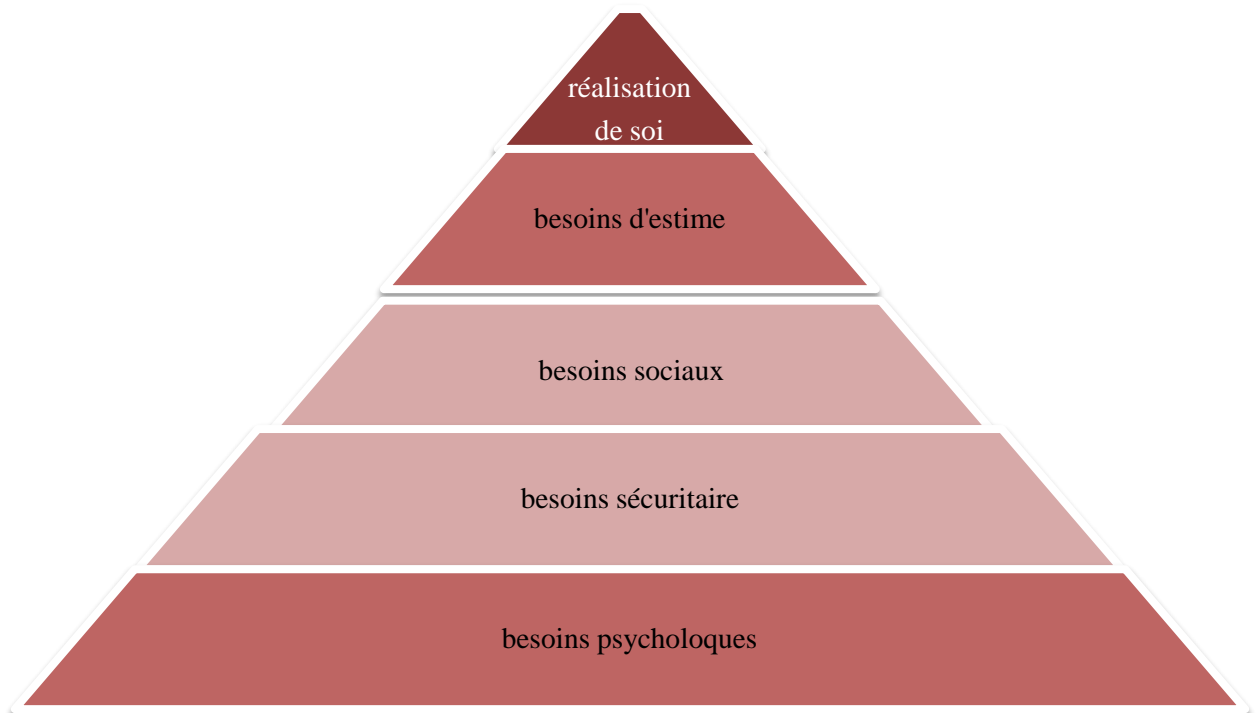 réalisation
de soi
besoins d'estime
besoins sociaux
besoins sécuritaire
besoins psycholoques